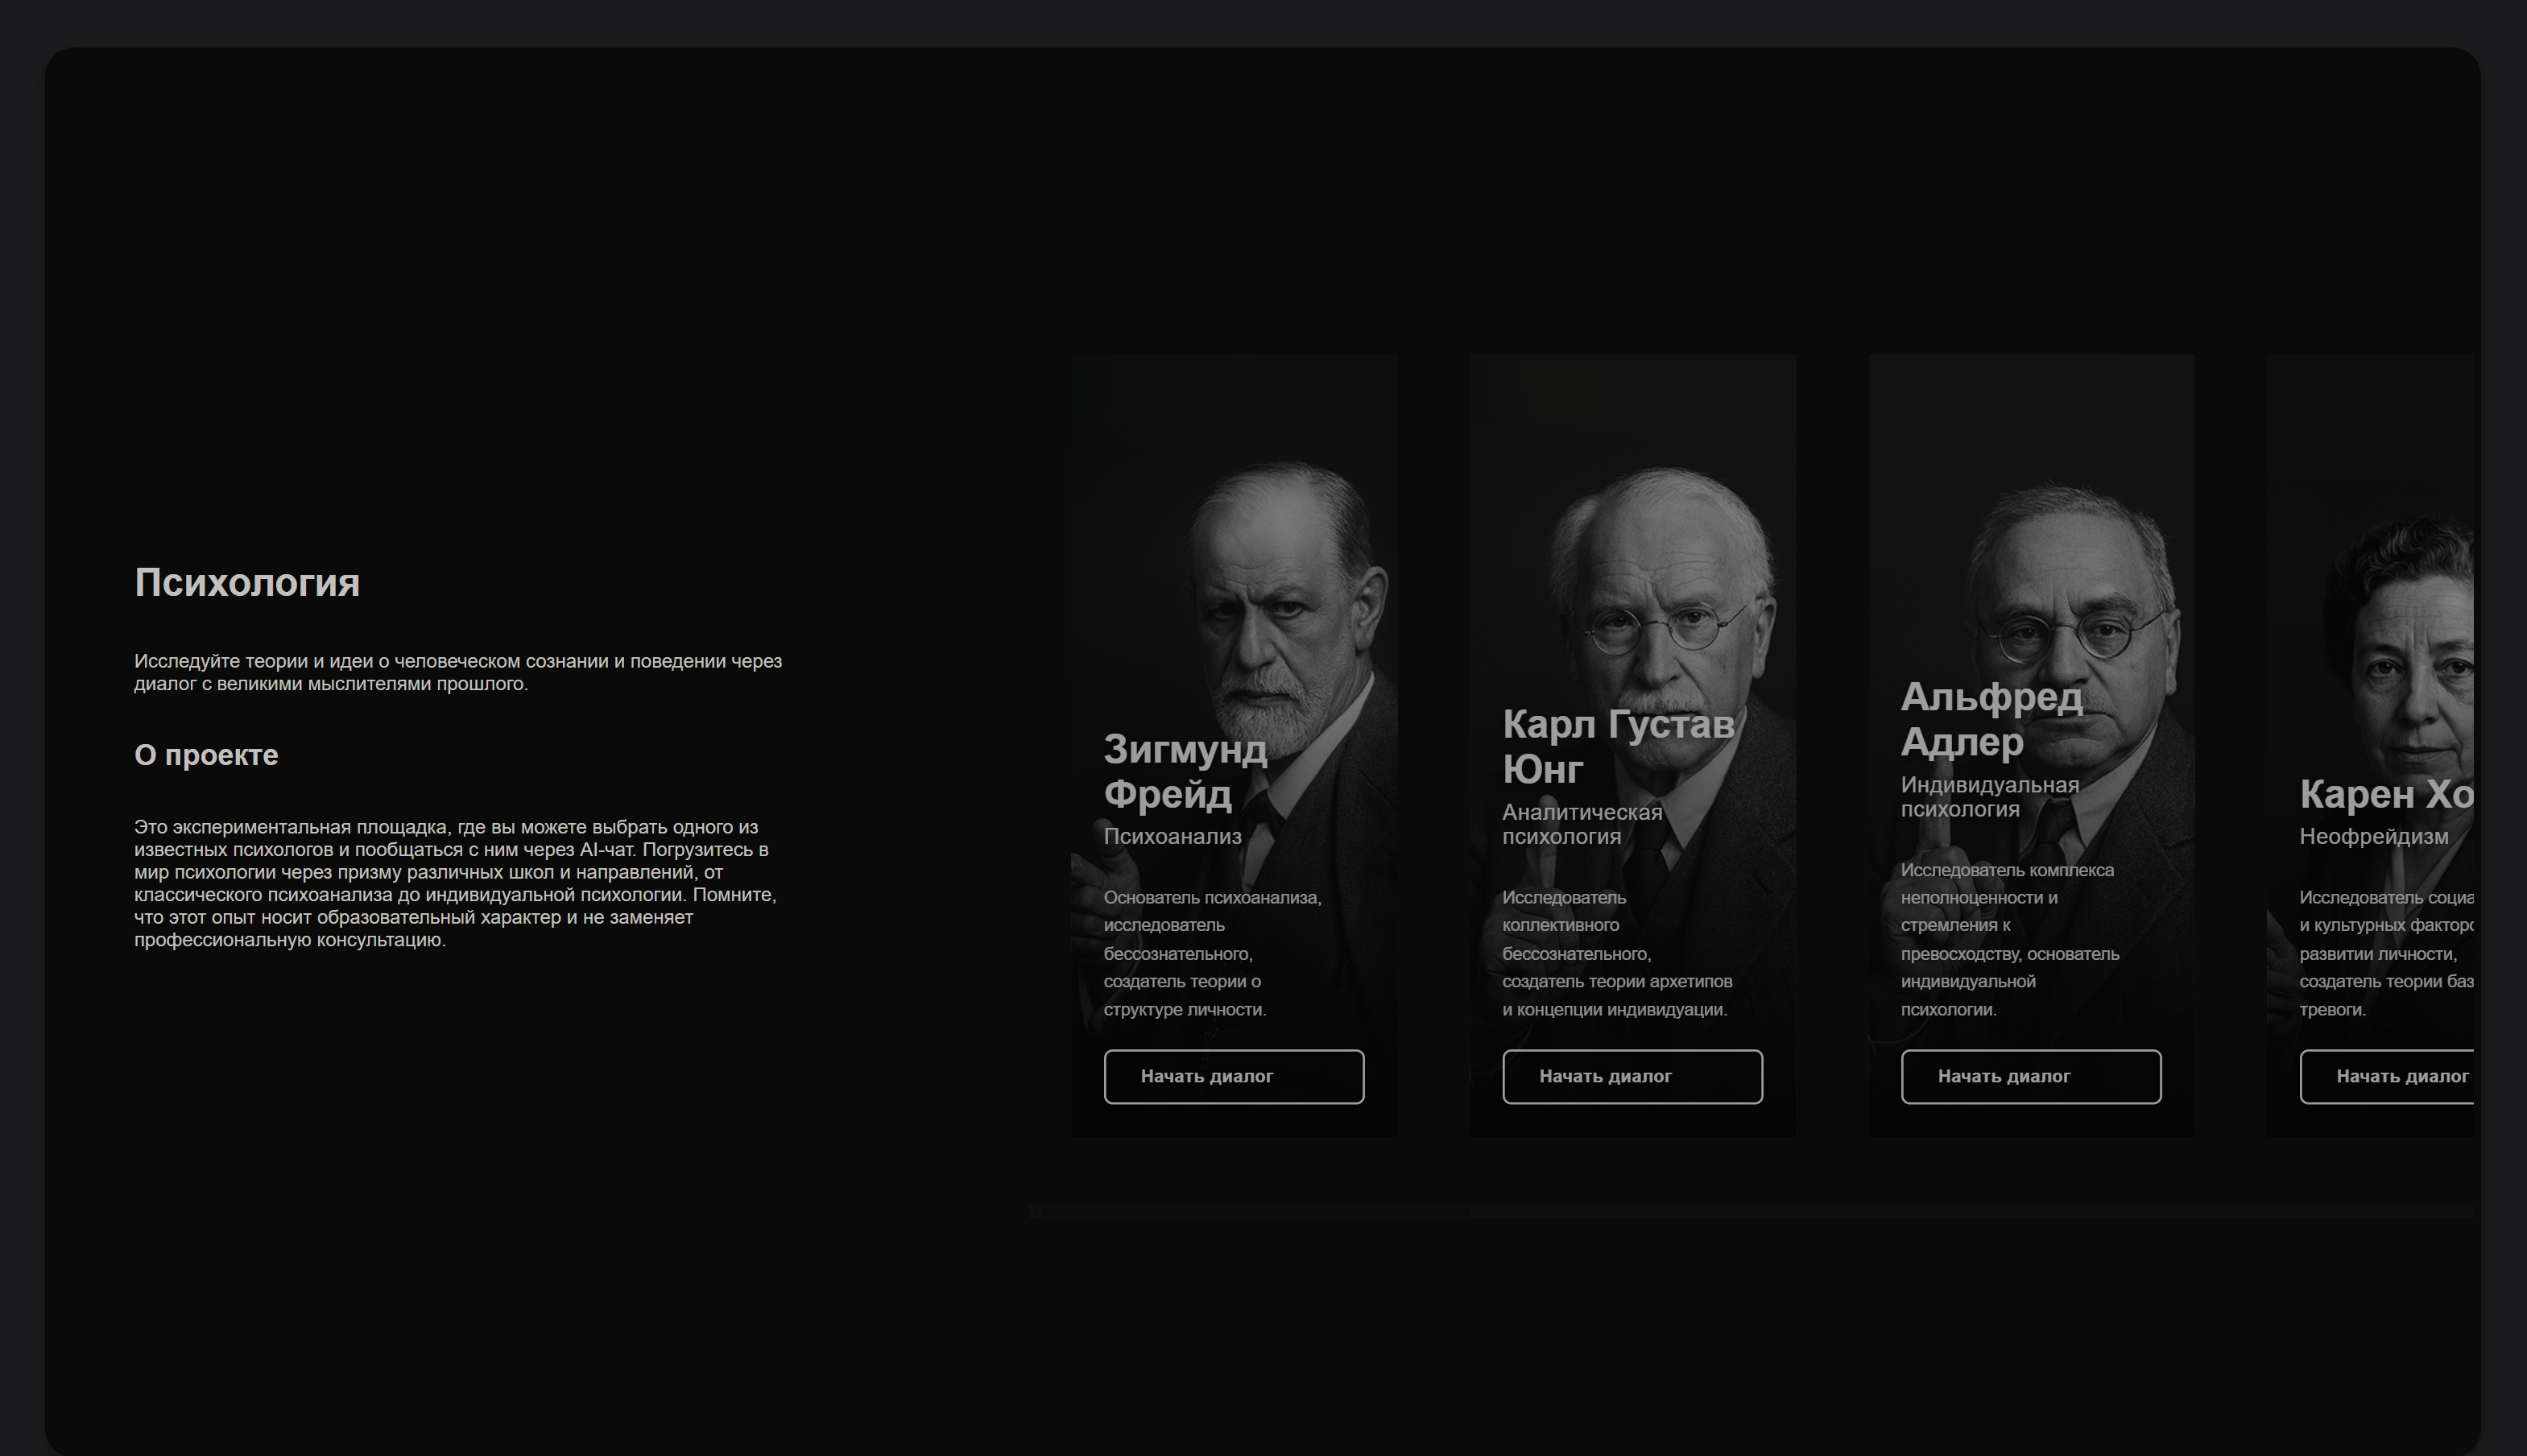 Психология
Исследуйте теории и идеи о человеческом сознании и поведении через
диалог с великими мыслителями прошлого.
О проекте
Это экспериментальная площадка, где вы можете выбрать одного из
известных психологов и пообщаться с ним через AI-чат. Погрузитесь в
мир психологии через призму различных школ и направлений, от
классического психоанализа до индивидуальной психологии. Помните,
что этот опыт носит образовательный характер и не заменяет
профессиональную консультацию.
Зигмунд
Фрейд
Психоанализ
Основатель психоанализа,
исследователь
бессознательного,
создатель теории о
структуре личности.
Начать диалог
Карл Густав
Юнг
Аналитическая
психология
Исследователь
коллективного
бессознательного,
создатель теории архетипов
и концепции индивидуации.
Начать диалог
Альфред
Адлер
Индивидуальная
психология
Исследователь комплекса
неполноценности и
стремления к
превосходству, основатель
индивидуальной
психологии.
Начать диалог
Карен Хо
Неофрейдизм
Исследователь социа
и культурных факторо
развитии личности,
создатель теории баз
тревоги.
Начать диалог